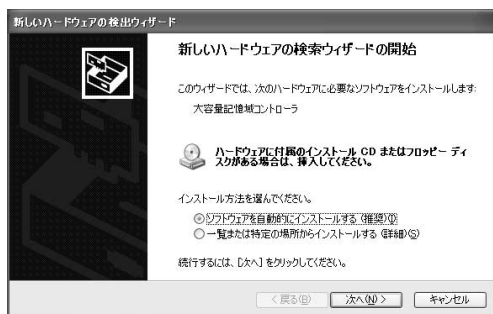 新しいハードウェアの検出ウィザード
新しいハードウェアの検索ウィザードの開始
このウィザードでは、次のハードウェアに必要なソフトウェアをインストールします:
大容量記憶域コントローラ
ハードウェアに付属のインストール CD またはフロッピー ディ
スクがある場合は、挿入してください。
インストール方法を選んでください。
ソフトウェアを自動的にインストールする (推奨)(I)
一覧または特定の場所からインストールする (詳細)(S)
続行するには、[次へ] をクリックしてください。
< 戻る(B) 次へ(N) > キャンセル